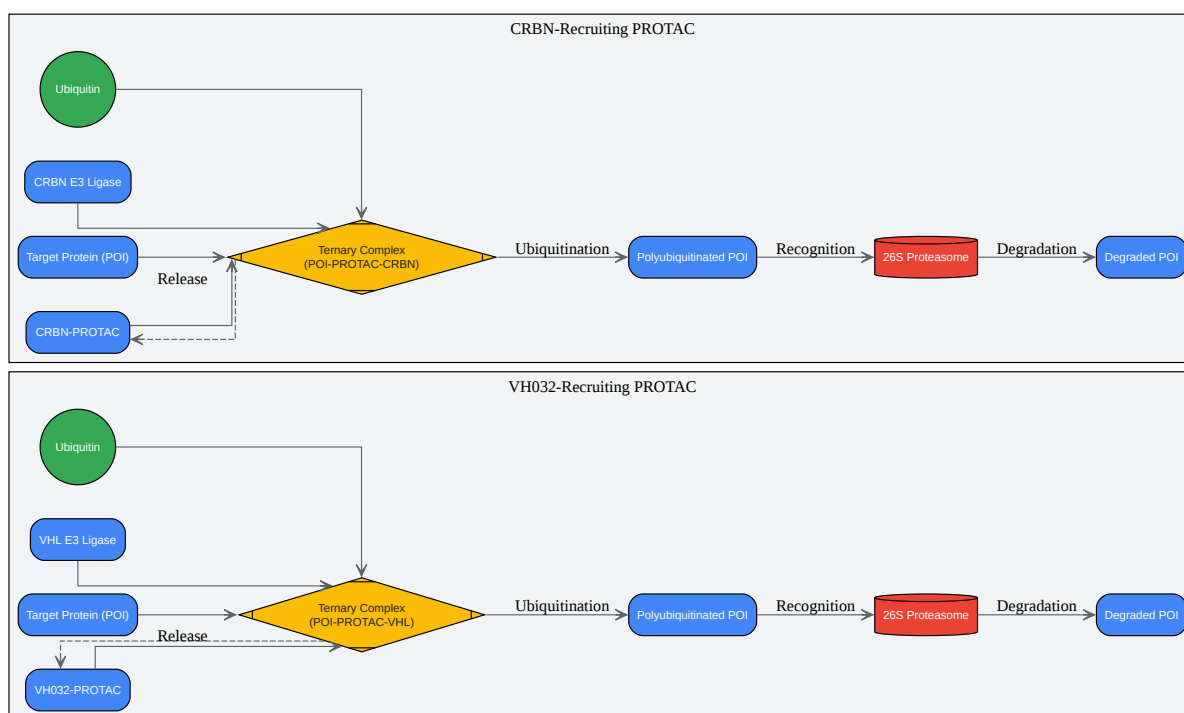 CRBN-Recruiting PROTAC
Ubiquitin
CRBN E3 Ligase
Target Protein (POI)
Release
CRBN-PROTAC
Ternary Complex
(POI-PROTAC-CRBN)
Ubiquitination
Polyubiquitinated POI
Recognition
26S Proteasome
Degradation
Degraded POI
VH032-Recruiting PROTAC
Ubiquitin
VHL E3 Ligase
Target Protein (POI)
Release
VH032-PROTAC
Ternary Complex
(POI-PROTAC-VHL)
Ubiquitination
Polyubiquitinated POI
Recognition
26S Proteasome
Degradation
Degraded POI